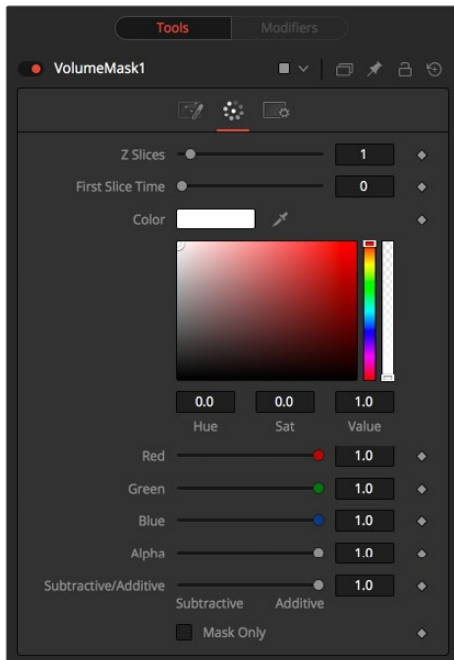 Tools Modifiers
VolumeMask1
Z Slices 1
First Slice Time 0
Color
0.0 0.0 1.0
Hue Sat Value
Red 1.0
Green 1.0
Blue 1.0
Alpha 1.0
Subtractive/Additive 1.0
Subtractive Additive
Mask Only